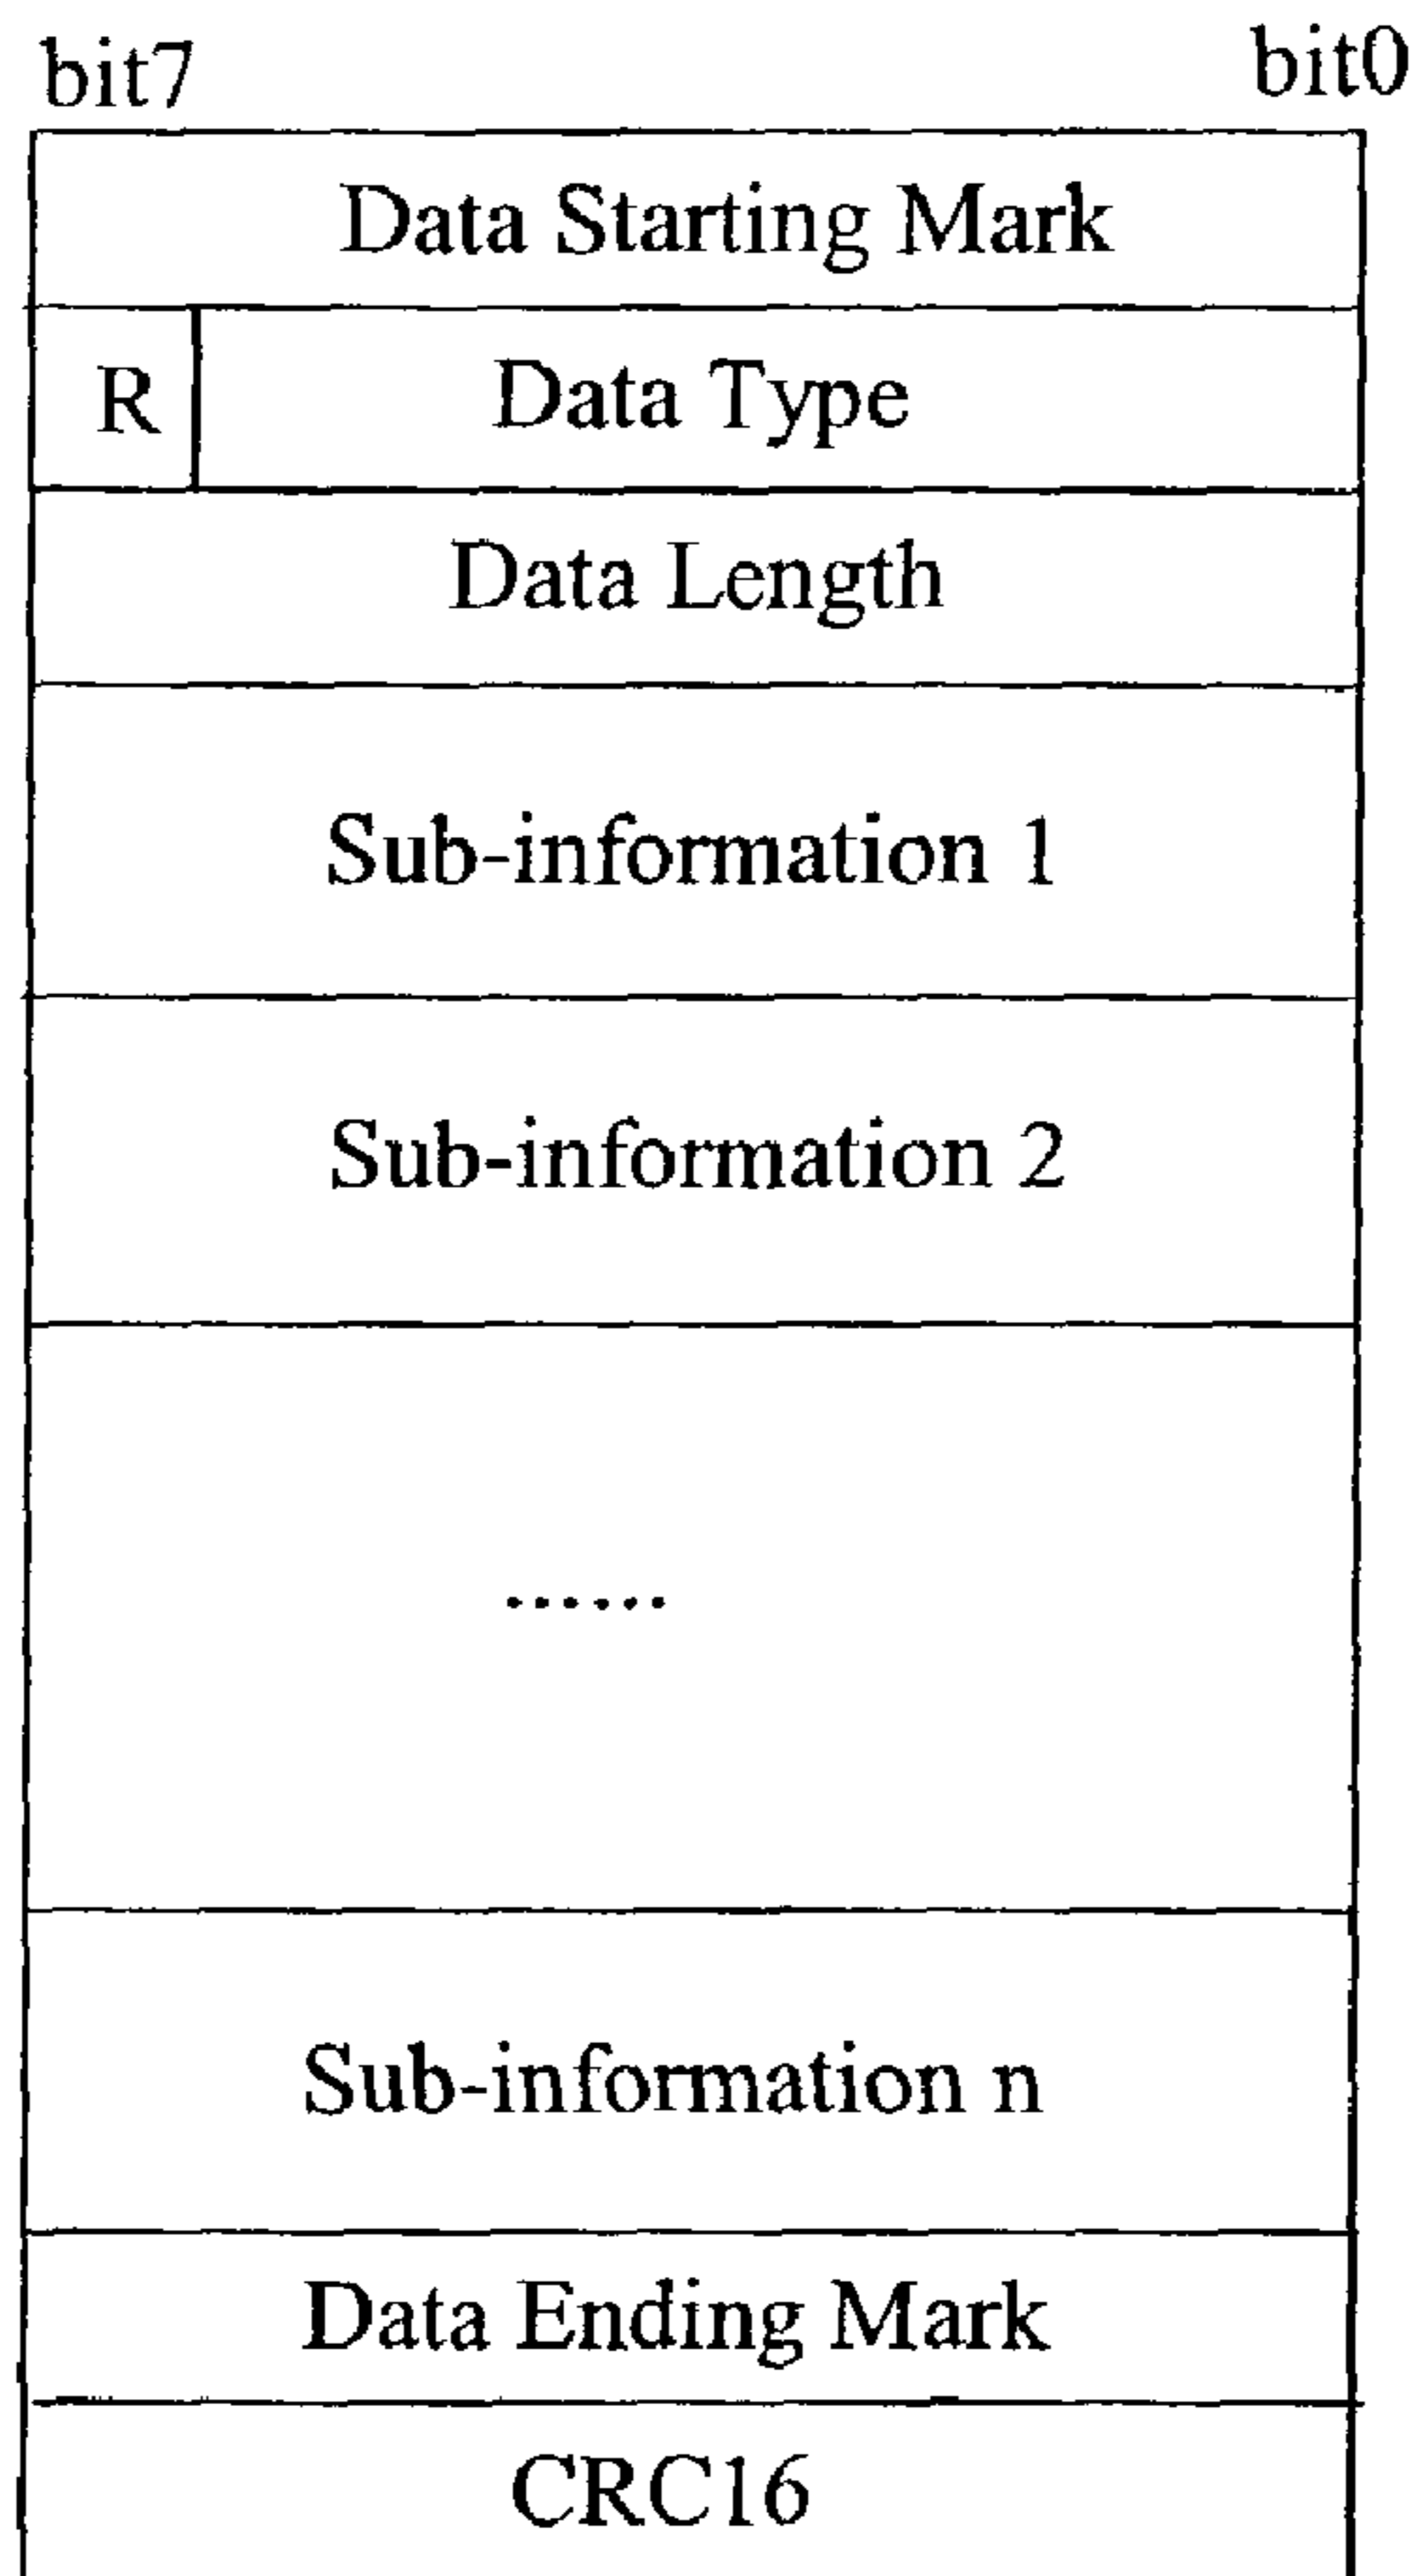 bit7 bit0
Data Starting Mark
R Data Type
Data Length
Sub-information 1
Sub-information 2
......
Sub-information n
Data Ending Mark
CRC16